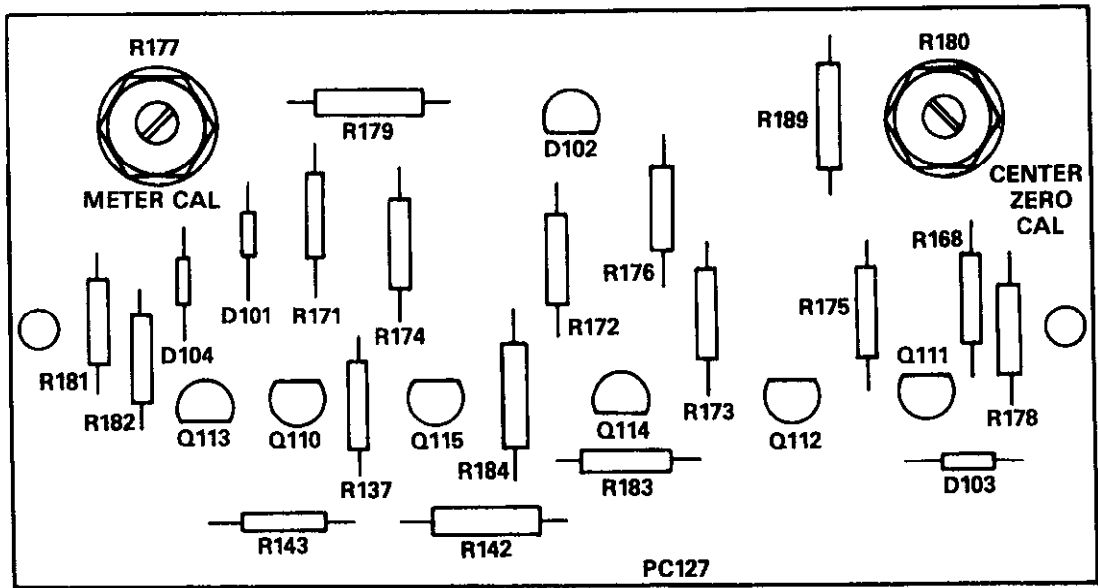 R177
R180
R179
D102
R189
METER CAL
CENTER
ZERO
CAL
R168
R176
R175
D101
R171
R174
R172
D104
R181
R182
Q111
R173
R178
Q113
Q110
Q115
Q114
Q112
R184
R183
D103
R137
R143
R142
PC127